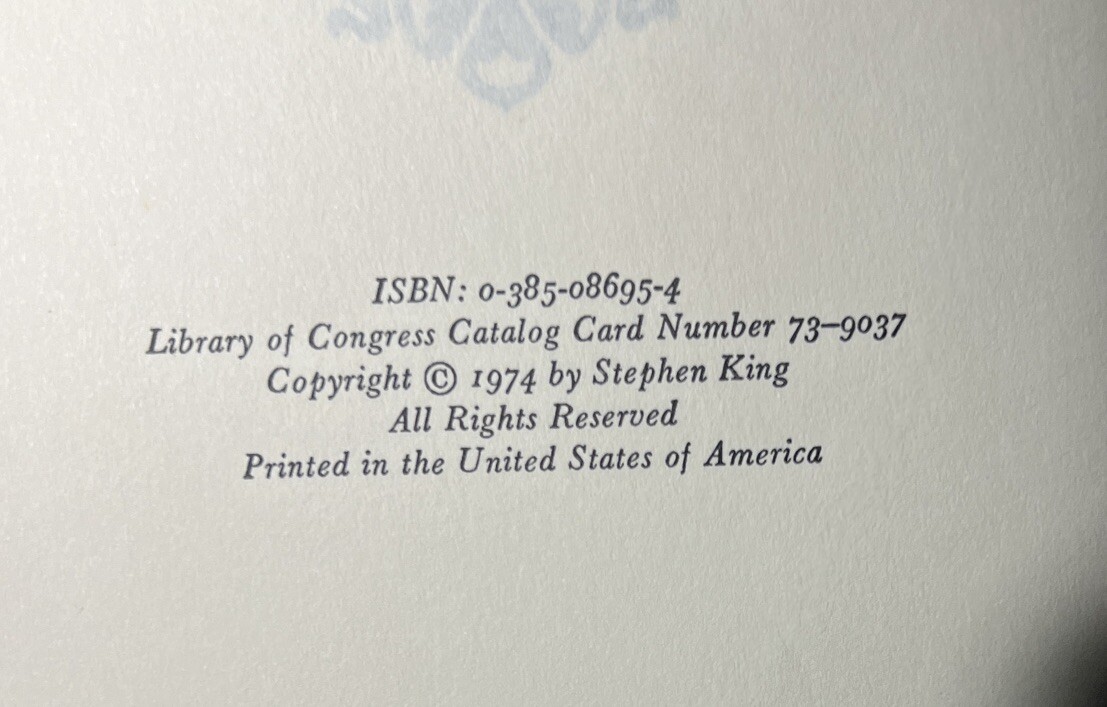 ISBN: 0-385-08695-4
Library of Congress Catalog Card Number 73–9037
Copyright © 1974 by Stephen King
All Rights Reserved
Printed in the United States of America